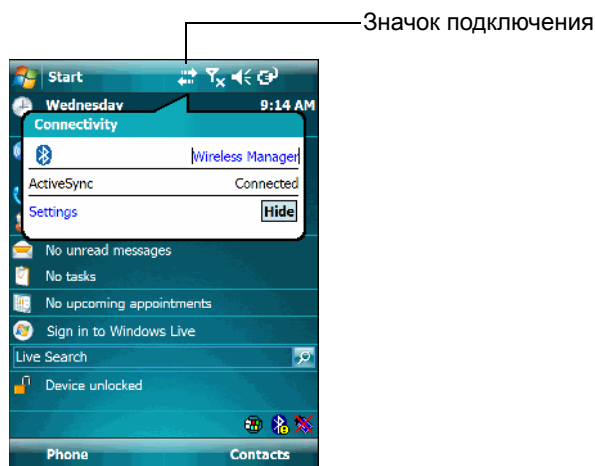 Значок подключения
Start
Wednesday 9:14 AM
Connectivity
Wireless Manager
ActiveSync Connected
Settings Hide
No unread messages
No tasks
No upcoming appointments
Sign in to Windows Live
Live Search
Device unlocked
Phone Contacts